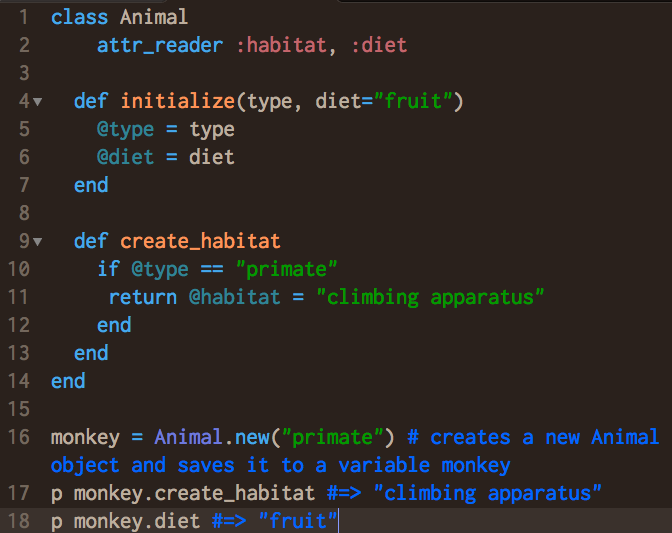 1 class Animal
2 attr_reader :habitat, :diet
3
4 def initialize(type, diet="fruit")
5 @type = type
6 @diet = diet
7 end
8
9 def create_habitat
10 if @type == "primate"
11 return @habitat = "climbing apparatus"
12 end
13 end
14 end
15
16 monkey = Animal.new("primate") # creates a new Animal
object and saves it to a variable monkey
17 p monkey.create_habitat #=> "climbing apparatus"
18 p monkey.diet #=> "fruit"